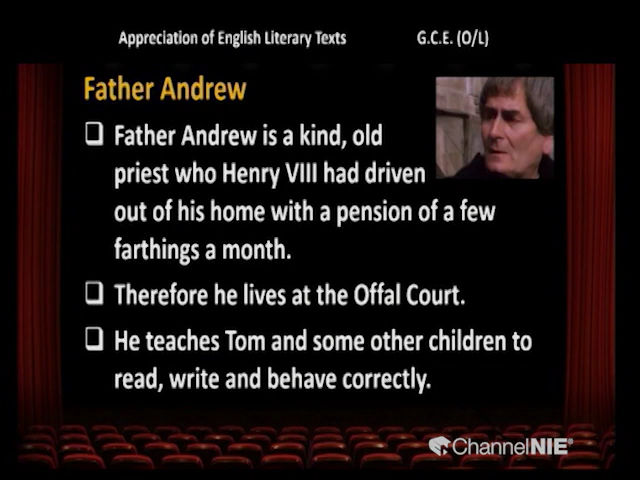 Appreciation of English Literary Texts G.C.E. (O/L)
Father Andrew
Father Andrew is a kind, old
priest who Henry VIII had driven
out of his home with a pension of a few
farthings a month.
Therefore he lives at the Offal Court.
He teaches Tom and some other children to
read, write and behave correctly.
ChannelNIE